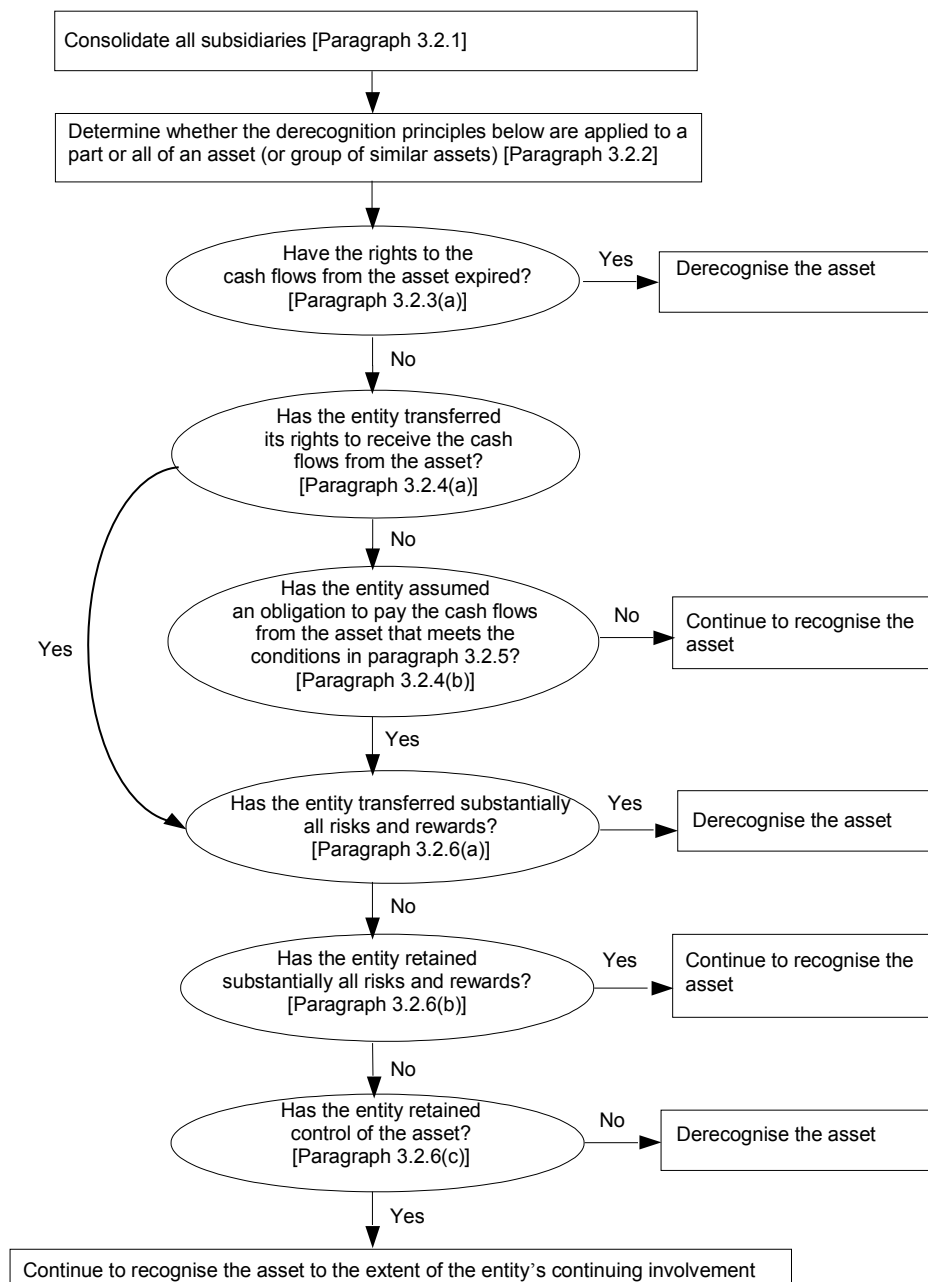 Consolidate all subsidiaries [Paragraph 3.2.1]
Determine whether the derecognition principles below are applied to a
part or all of an asset (or group of similar assets) [Paragraph 3.2.2]
Have the rights to the
cash flows from the asset expired?
[Paragraph 3.2.3(a)]
Yes
Derecognise the asset
No
Has the entity transferred
its rights to receive the cash
flows from the asset?
[Paragraph 3.2.4(a)]
No
Has the entity assumed
an obligation to pay the cash flows
from the asset that meets the
conditions in paragraph 3.2.5?
[Paragraph 3.2.4(b)]
No
Continue to recognise the
asset
Yes
Yes
Has the entity transferred substantially
all risks and rewards?
[Paragraph 3.2.6(a)]
Yes
Derecognise the asset
No
Has the entity retained
substantially all risks and rewards?
[Paragraph 3.2.6(b)]
Yes
Continue to recognise the
asset
No
Has the entity retained
control of the asset?
[Paragraph 3.2.6(c)]
No
Derecognise the asset
Yes
Continue to recognise the asset to the extent of the entity's continuing involvement